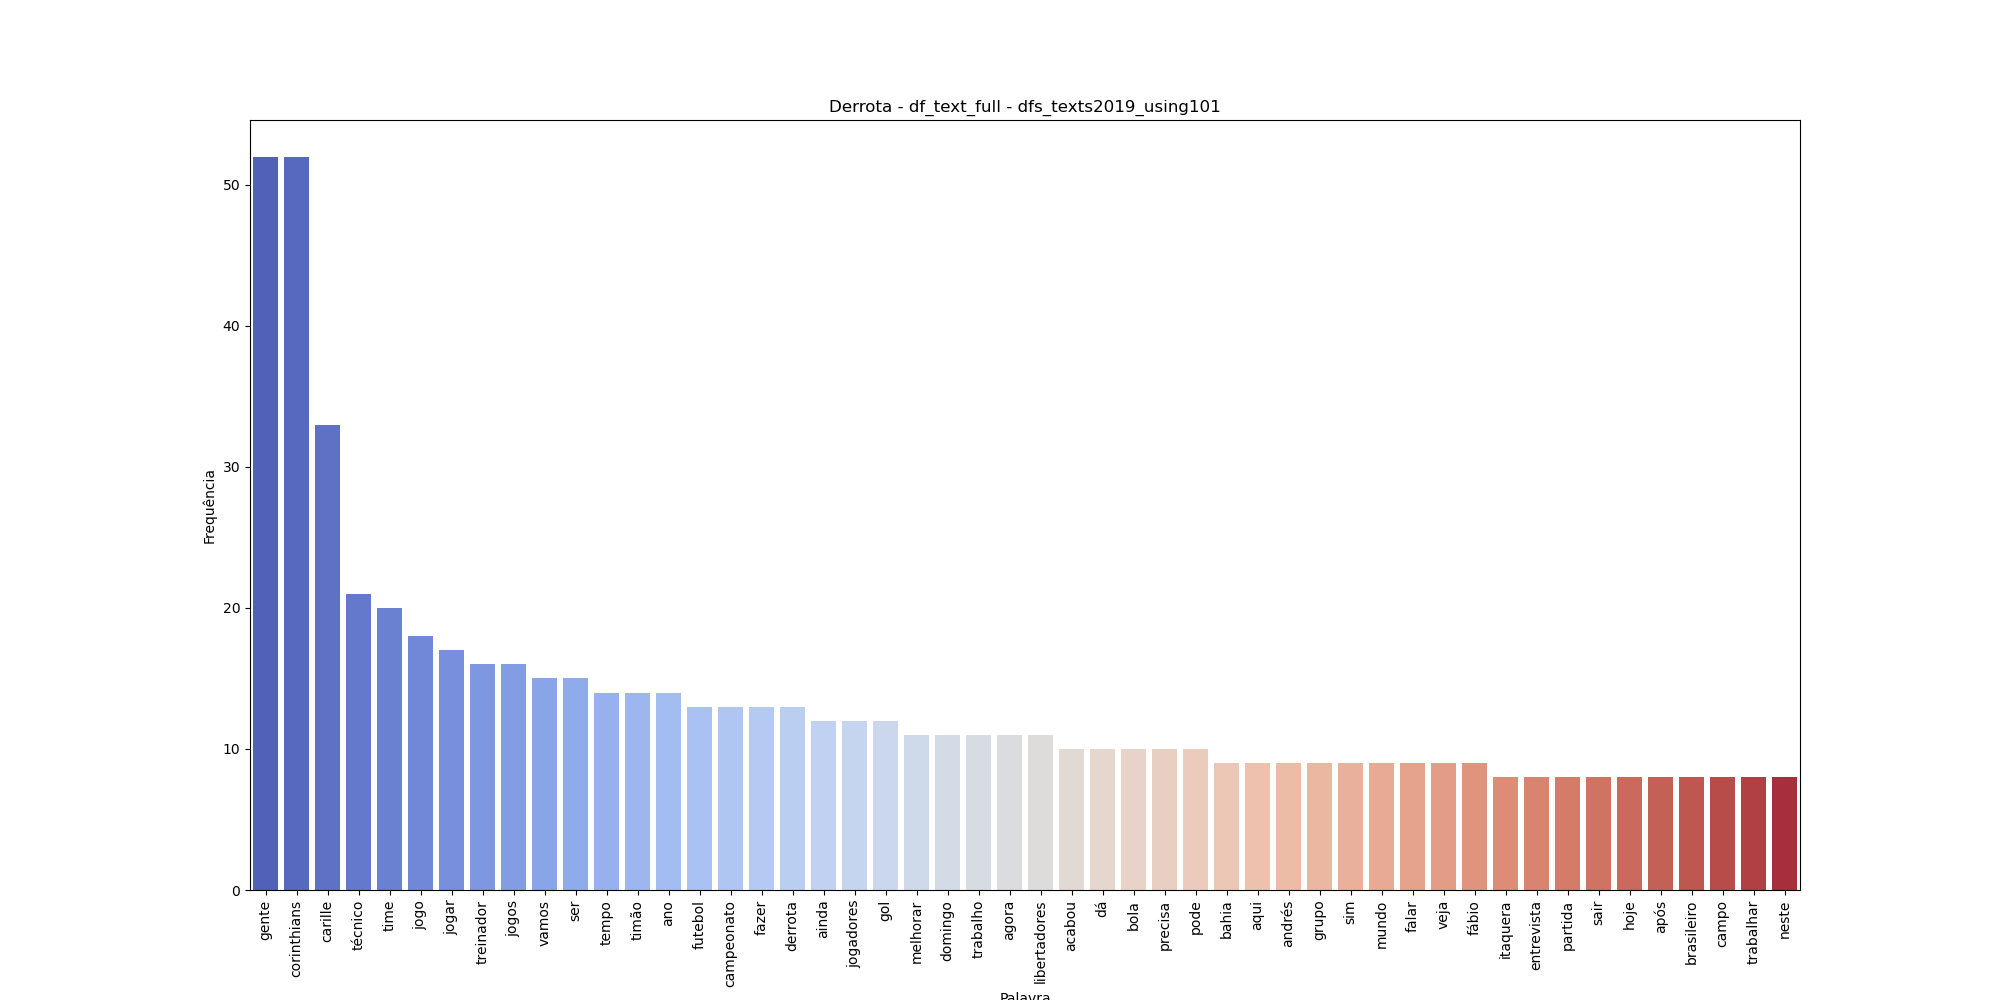 Derrota - df_text_full - dfs_texts2019_using101
Frequência
50
40
30
20
10
0
gente
corinthians
carille
técnico
time
jogo
jogar
treinador
jogos
vamos
ser
tempo
timão
ano
futebol
campeonato
fazer
derrota
ainda
jogadores
gol
melhorar
domingo
trabalho
agora
libertadores
acabou
dá
bola
precisa
pode
bahia
aqui
andrés
grupo
sim
mundo
falar
veja
fábio
itaquera
entrevista
partida
sair
hoje
após
brasileiro
campo
trabalhar
neste
Palavra